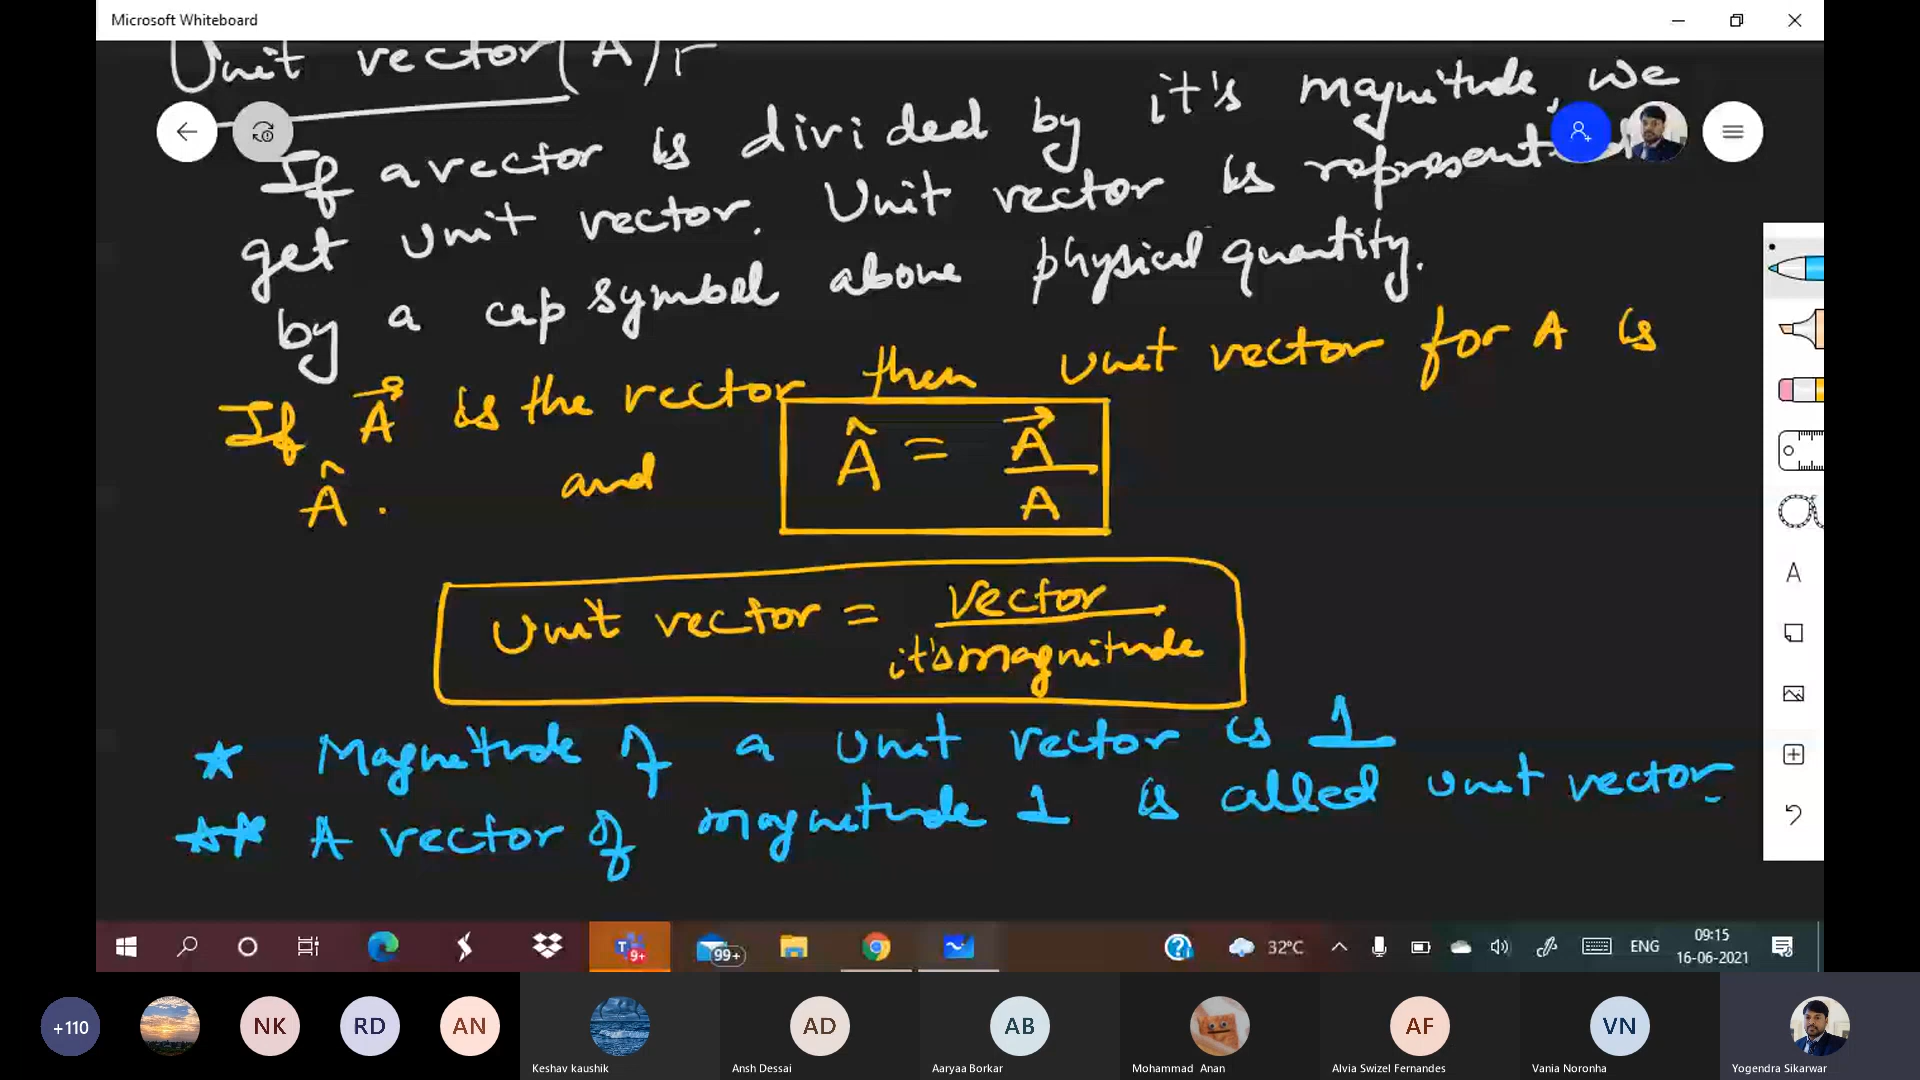 Microsoft Whiteboard
Unit vector (Â) :-
If a vector is divided by it's magnitude, we
get unit vector. Unit vector is represented
by a cap symbol above physical quantity.
If A⃗ is the vector then unit vector for A is
Â. and Â = A⃗ / A
Unit vector = vector / it's magnitude
* Magnitude of a unit vector is 1
** A vector of magnitude 1 is called unit vector.
A
T
9+
99+
32°C
ENG
09:15
16-06-2021
+110
NK
RD
AN
AD
AB
AF
VN
Keshav kaushik
Ansh Dessai
Aaryaa Borkar
Mohammad Anan
Alvia Swizel Fernandes
Vania Noronha
Yogendra Sikarwar